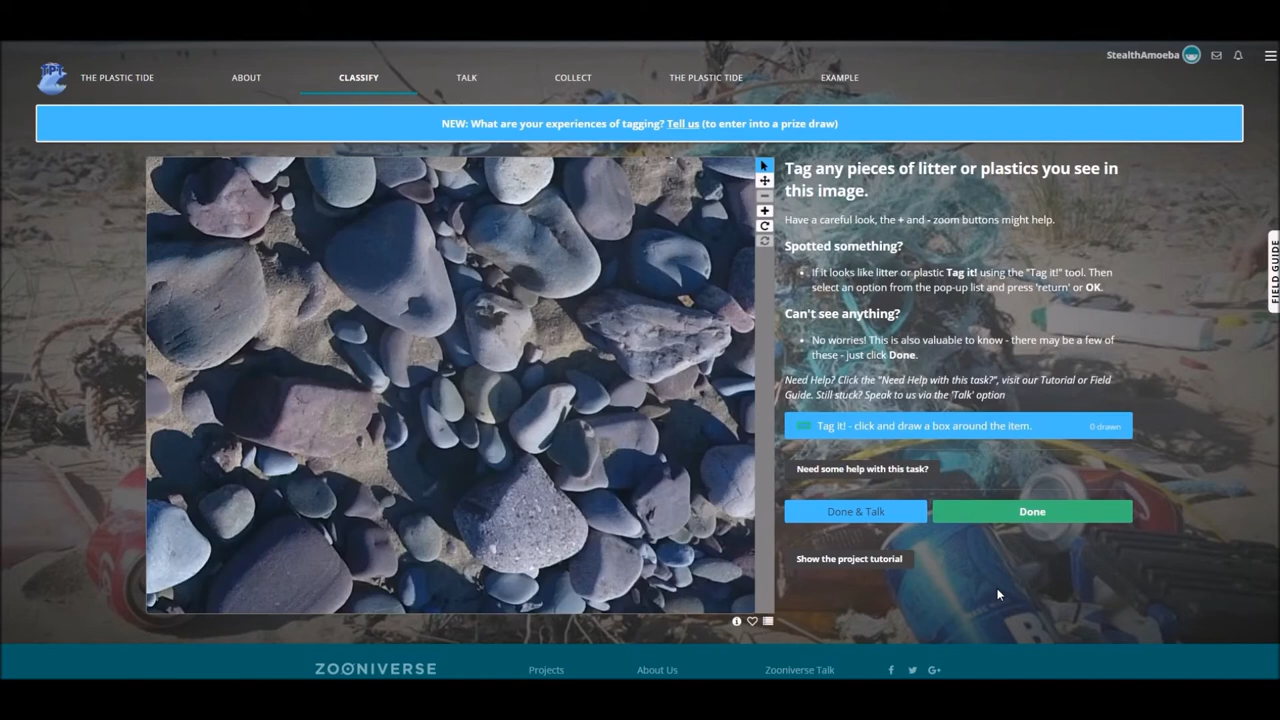 StealthAmoeba
TPT
THE PLASTIC TIDE
ABOUT
CLASSIFY
TALK
COLLECT
THE PLASTIC TIDE
EXAMPLE
NEW: What are your experiences of tagging? Tell us (to enter into a prize draw)
Tag any pieces of litter or plastics you see in
this image.
Have a careful look, the + and - zoom buttons might help.
Spotted something?
If it looks like litter or plastic Tag it! using the "Tag it!" tool. Then
select an option from the pop-up list and press 'return' or OK.
Can't see anything?
No worries! This is also valuable to know - there may be a few of
these - just click Done.
Need Help? Click the "Need Help with this task?", visit our Tutorial or Field
Guide. Still stuck? Speak to us via the 'Talk' option
Tag it! - click and draw a box around the item. 0 drawn
Need some help with this task?
Done & Talk
Done
Show the project tutorial
FIELD GUIDE
ZOONIVERSE
Projects
About Us
Zooniverse Talk
G+